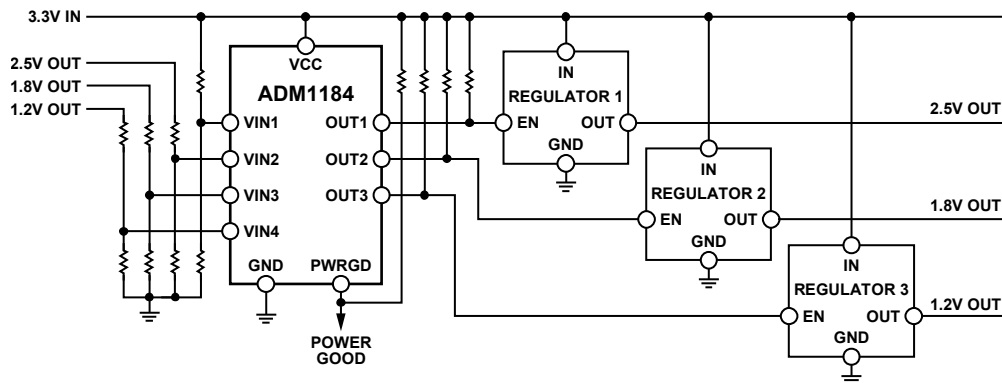 3.3V IN
2.5V OUT
1.8V OUT
1.2V OUT
VCC
ADM1184
VIN1
VIN2
VIN3
VIN4
OUT1
OUT2
OUT3
GND
PWRGD
POWER
GOOD
IN
REGULATOR 1
EN
OUT
GND
2.5V OUT
IN
REGULATOR 2
EN
OUT
GND
1.8V OUT
IN
REGULATOR 3
EN
OUT
GND
1.2V OUT